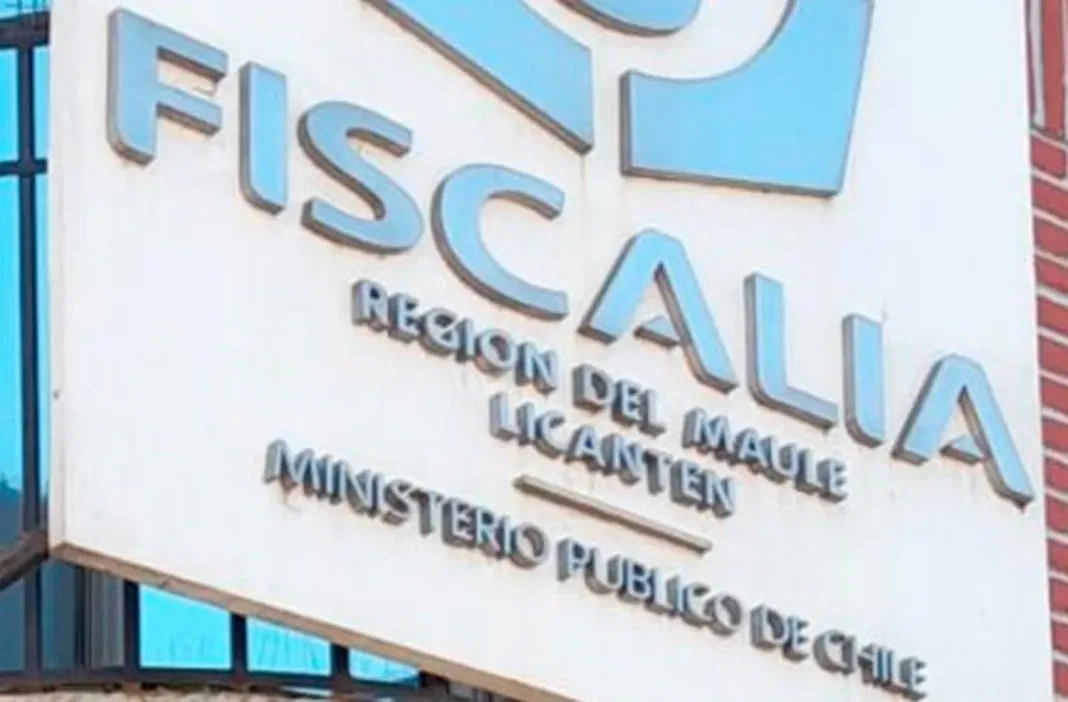 FISCALIA
REGION DEL MAULE
LICANTEN
MINISTERIO PUBLICO DE CHILE